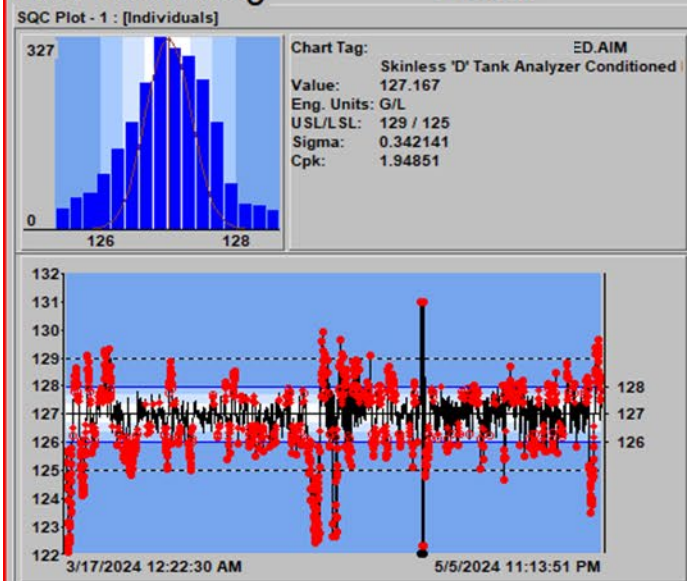 SQC Plot - 1 : [Individuals]
327
0
126 128
Chart Tag: ED.AIM
Skinless 'D' Tank Analyzer Conditioned
Value: 127.167
Eng. Units: G/L
USL/LSL: 129 / 125
Sigma: 0.342141
Cpk: 1.94851
132
131
130
129
128 128
127 127
126 126
125
124
123
122
3/17/2024 12:22:30 AM 5/5/2024 11:13:51 PM